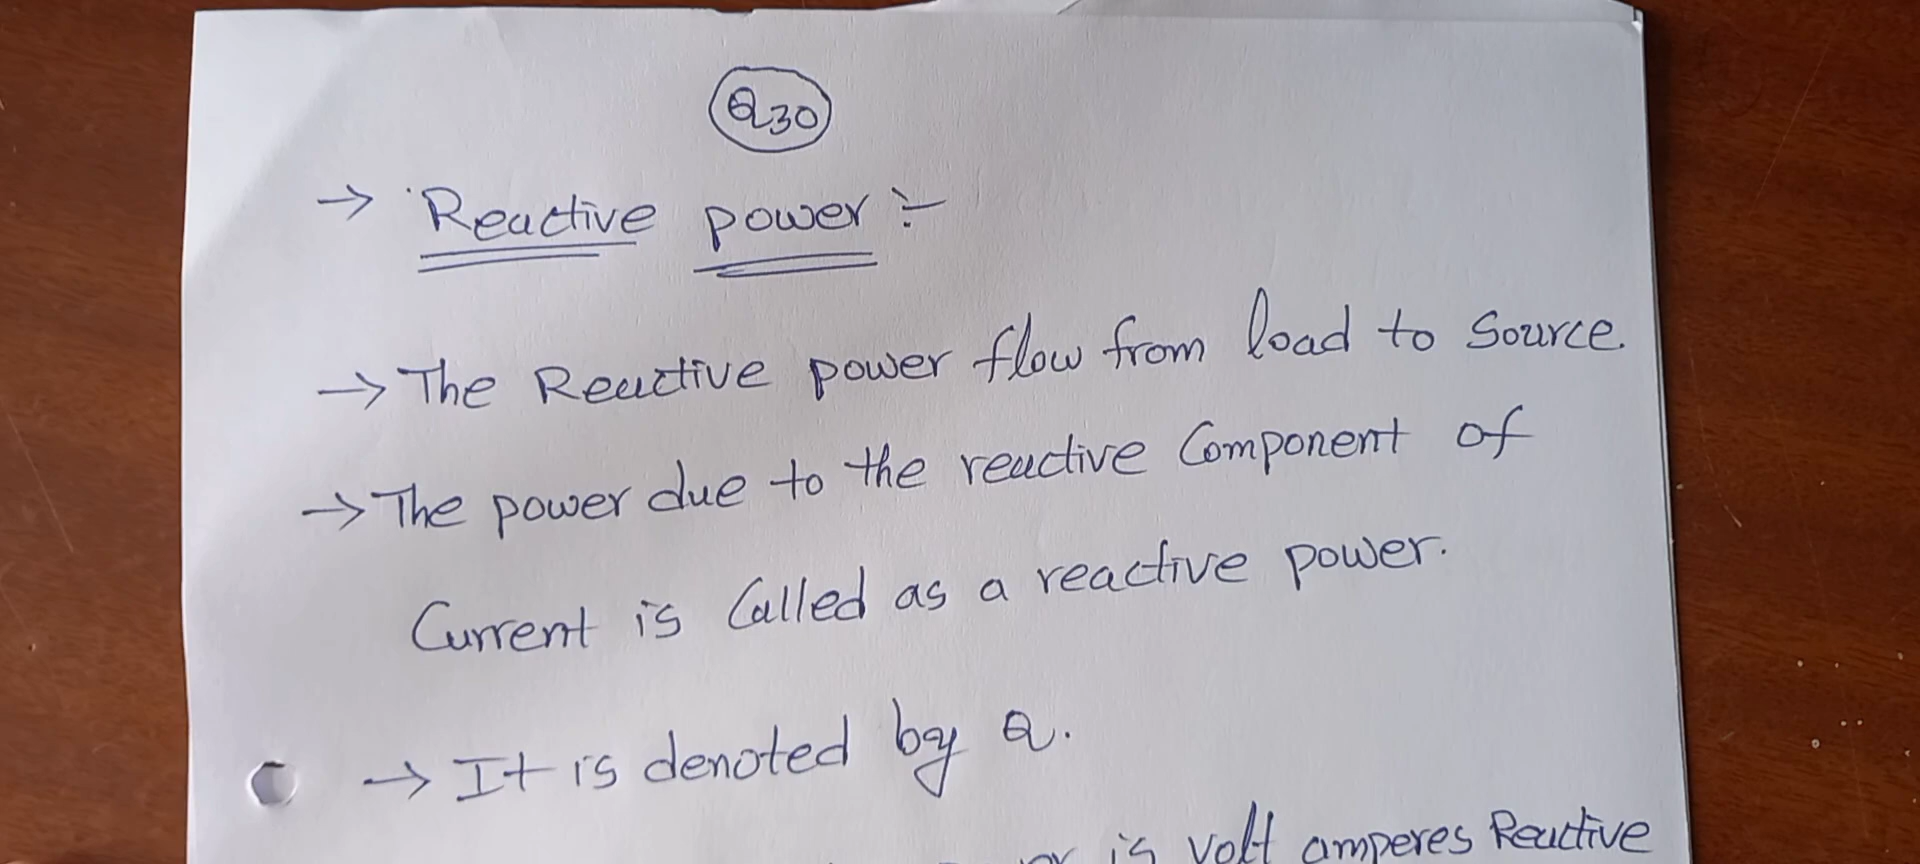 Q30
→ Reactive power :-
→ The Reactive power flow from load to Source.
→ The power due to the reactive Component of
Current is Called as a reactive power.
→ It is denoted by Q.
is volt amperes Reactive